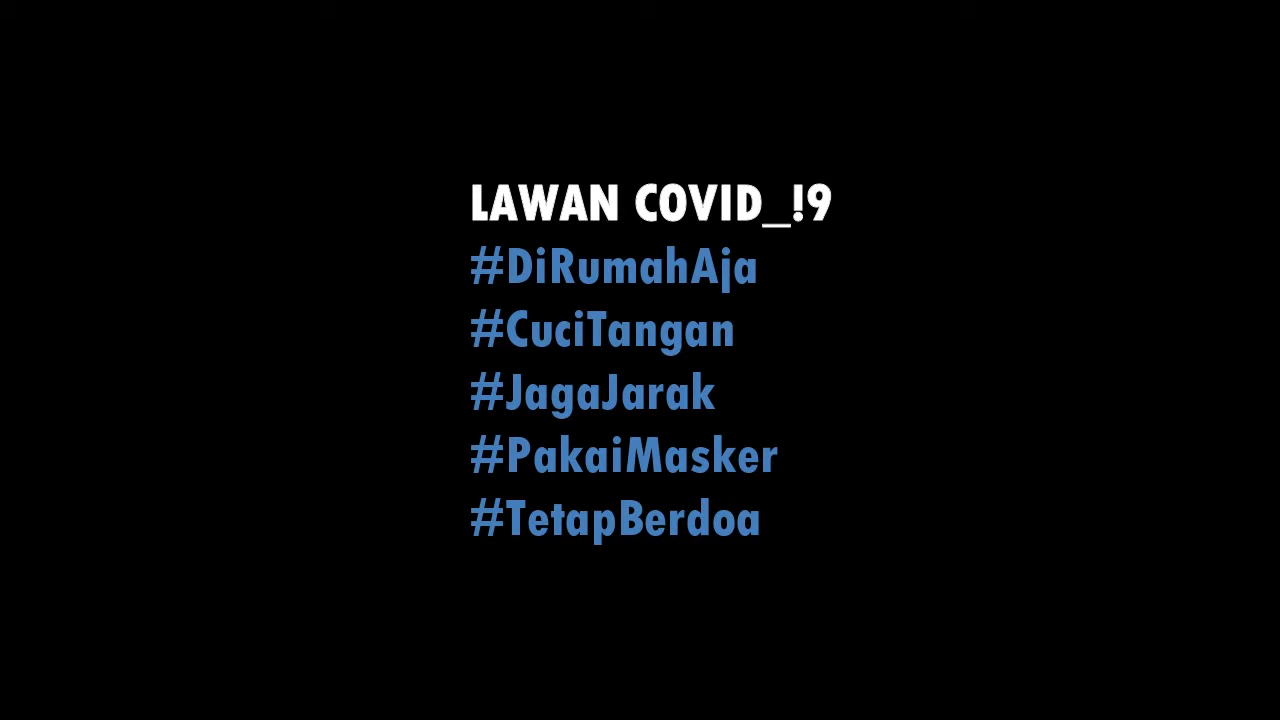 LAWAN COVID_!9
#DiRumahAja
#CuciTangan
#JagaJarak
#PakaiMasker
#TetapBerdoa